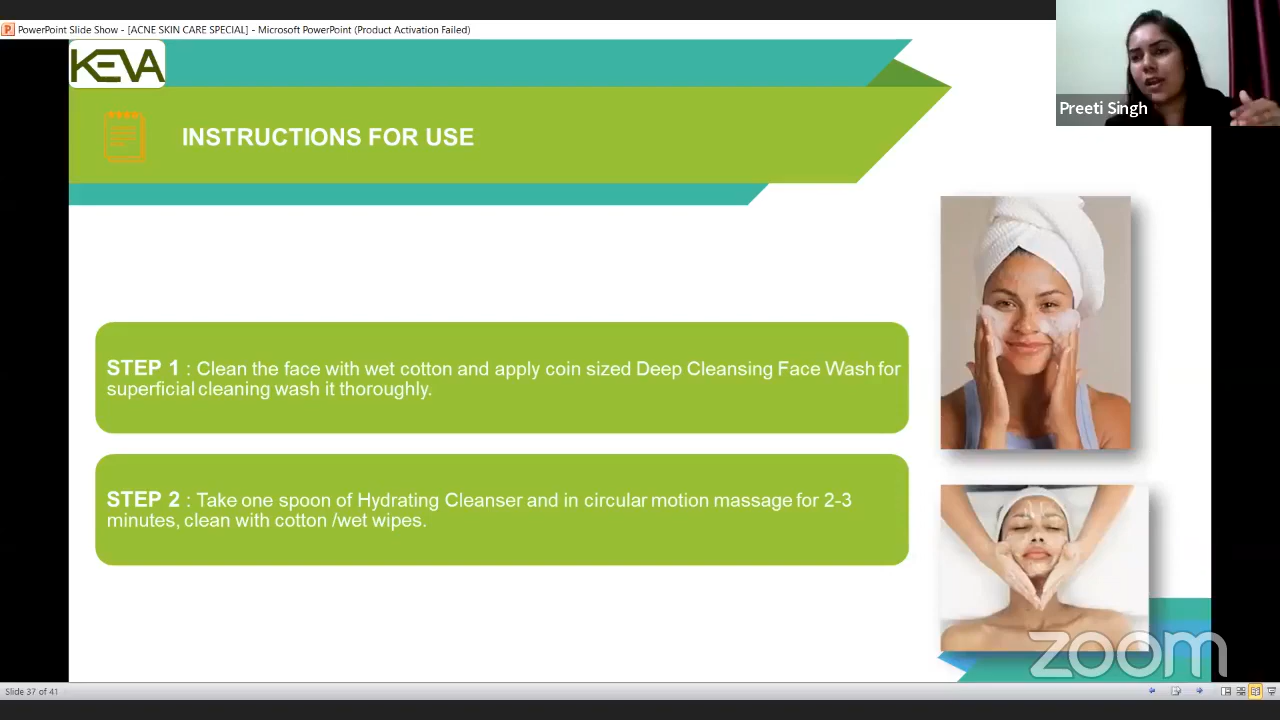 PowerPoint Slide Show - [ACNE SKIN CARE SPECIAL] - Microsoft PowerPoint (Product Activation Failed)
KEVA
Preeti Singh
INSTRUCTIONS FOR USE
STEP 1 : Clean the face with wet cotton and apply coin sized Deep Cleansing Face Wash for
superficial cleaning wash it thoroughly.
STEP 2 : Take one spoon of Hydrating Cleanser and in circular motion massage for 2-3
minutes, clean with cotton /wet wipes.
zoom
Slide 37 of 41